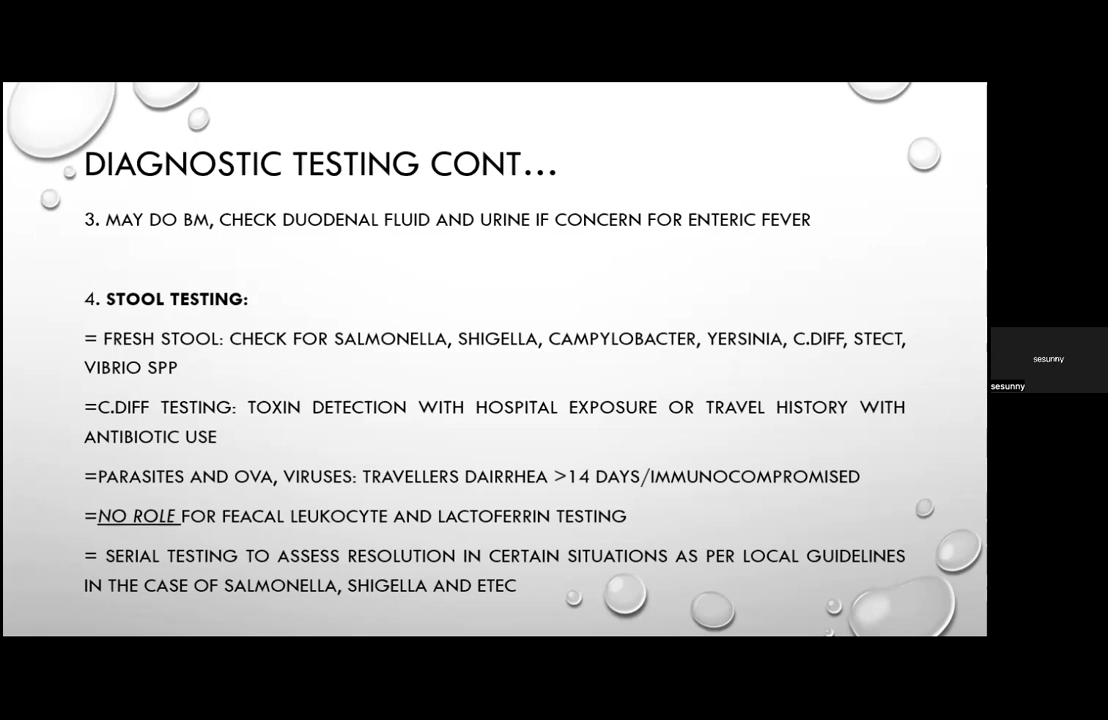 DIAGNOSTIC TESTING CONT...
3. MAY DO BM, CHECK DUODENAL FLUID AND URINE IF CONCERN FOR ENTERIC FEVER
4. STOOL TESTING:
= FRESH STOOL: CHECK FOR SALMONELLA, SHIGELLA, CAMPYLOBACTER, YERSINIA, C.DIFF, STECT,
VIBRIO SPP
=C.DIFF TESTING: TOXIN DETECTION WITH HOSPITAL EXPOSURE OR TRAVEL HISTORY WITH
ANTIBIOTIC USE
=PARASITES AND OVA, VIRUSES: TRAVELLERS DAIRRHEA >14 DAYS/IMMUNOCOMPROMISED
=NO ROLE FOR FEACAL LEUKOCYTE AND LACTOFERRIN TESTING
= SERIAL TESTING TO ASSESS RESOLUTION IN CERTAIN SITUATIONS AS PER LOCAL GUIDELINES
IN THE CASE OF SALMONELLA, SHIGELLA AND ETEC
sesunny
sesunny